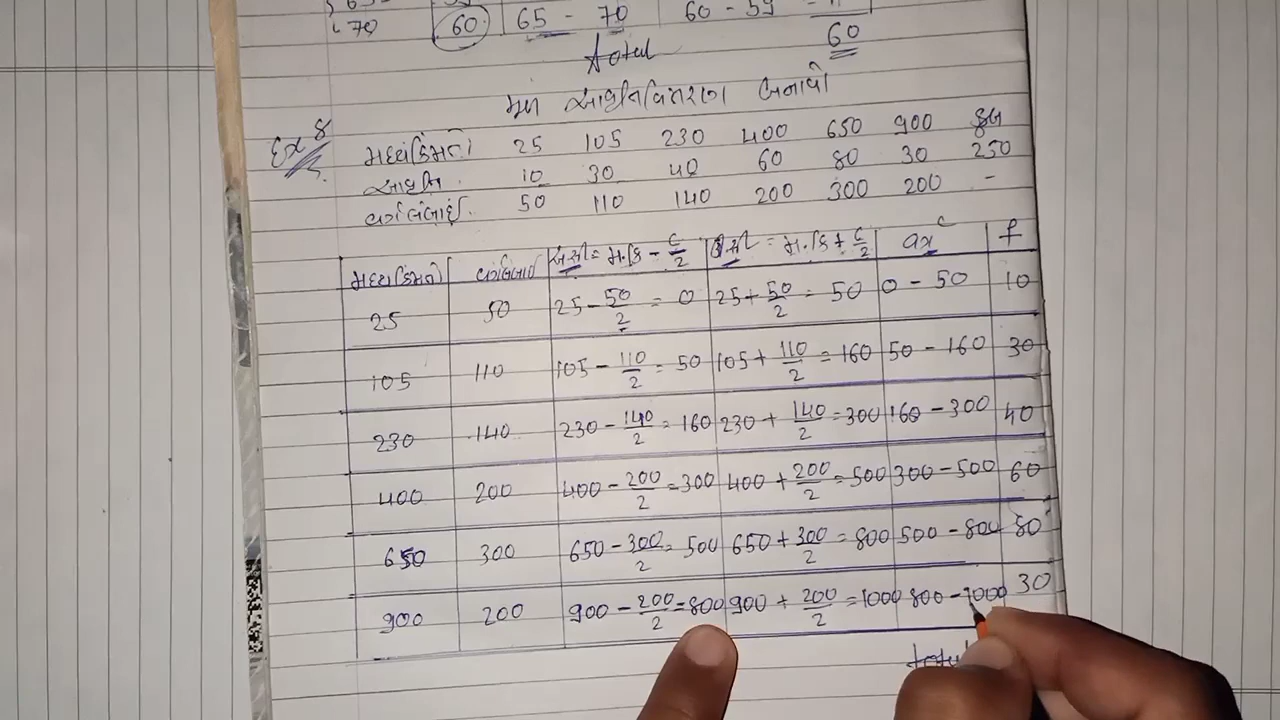 70 60 65 - 70 60 - 59
total 60
મૂળ આવૃત્તિવિતરણ બનાવો
Ex 8
મધ્યકિંમત 25 105 230 400 650 900 કુલ
આવૃત્તિ 10 30 40 60 80 30 250
વર્ગલંબાઈ 50 110 140 200 300 200 -
મધ્યકિંમત વર્ગલંબાઈ અ.સી = મ.કિં - c/2 ઉ.સી = મ.કિં + c/2 વર્ગ f
25 50 25 - 50/2 = 0 25 + 50/2 = 50 0 - 50 10
105 110 105 - 110/2 = 50 105 + 110/2 = 160 50 - 160 30
230 140 230 - 140/2 = 160 230 + 140/2 = 300 160 - 300 40
400 200 400 - 200/2 = 300 400 + 200/2 = 500 300 - 500 60
650 300 650 - 300/2 = 500 650 + 300/2 = 800 500 - 800 80
900 200 900 - 200/2 = 800 900 + 200/2 = 1000 800 - 1000 30
total